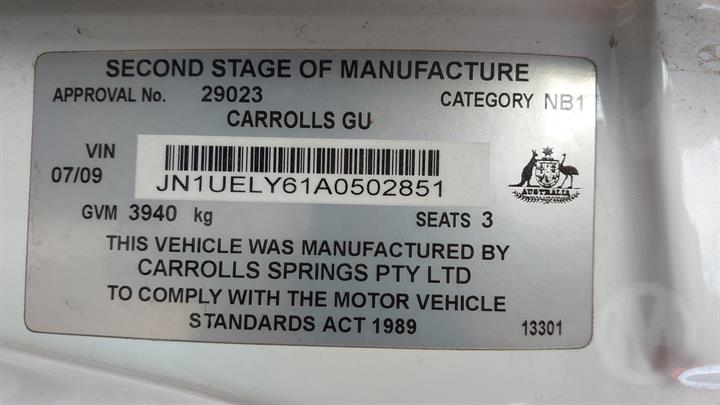 SECOND STAGE OF MANUFACTURE
APPROVAL No. 29023 CATEGORY NB1
CARROLLS GU
VIN
07/09
JN1UELY61A0502851
AUSTRALIA
GVM 3940 kg SEATS 3
THIS VEHICLE WAS MANUFACTURED BY
CARROLLS SPRINGS PTY LTD
TO COMPLY WITH THE MOTOR VEHICLE
STANDARDS ACT 1989 13301